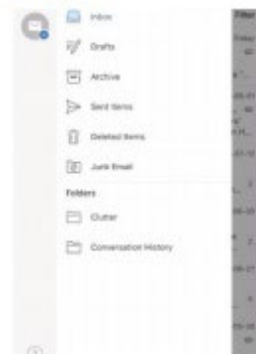 Inbox
Filter
Drafts
Archive
Sent Items
Deleted Items
Junk Email
Folders
Clutter
Conversation History